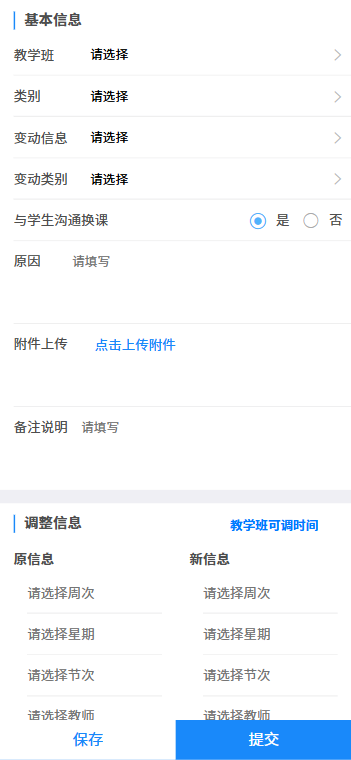 基本信息
教学班 请选择
类别 请选择
变动信息 请选择
变动类别 请选择
与学生沟通换课 是 否
原因 请填写
附件上传 点击上传附件
备注说明 请填写
调整信息 教学班可调时间
原信息 新信息
请选择周次 请选择周次
请选择星期 请选择星期
请选择节次 请选择节次
请选择教师 请选择教师
保存 提交